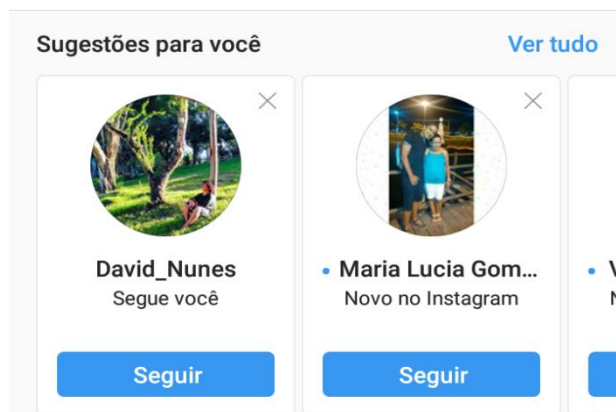 Sugestões para você
Ver tudo
David_Nunes
Segue você
Seguir
Maria Lucia Gom...
Novo no Instagram
Seguir